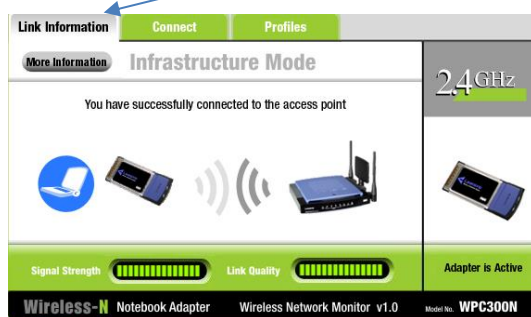 Link Information Connect Profiles
More Information Infrastructure Mode
2.4GHz
You have successfully connected to the access point
Signal Strength Link Quality Adapter is Active
Wireless-N Notebook Adapter Wireless Network Monitor v1.0 Model No. WPC300N